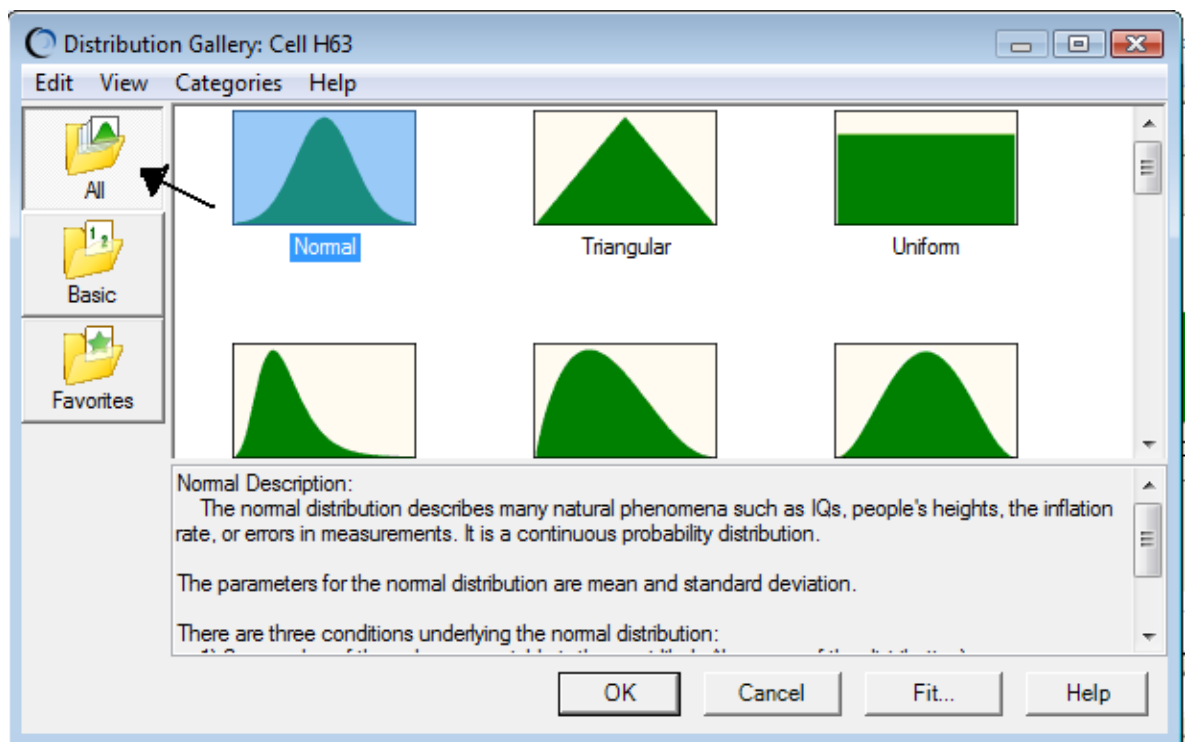 Distribution Gallery: Cell H63
Edit View Categories Help
All
Basic
Favorites
Normal
Triangular
Uniform
Normal Description:
The normal distribution describes many natural phenomena such as IQs, people's heights, the inflation
rate, or errors in measurements. It is a continuous probability distribution.
The parameters for the normal distribution are mean and standard deviation.
There are three conditions underlying the normal distribution:
OK Cancel Fit... Help